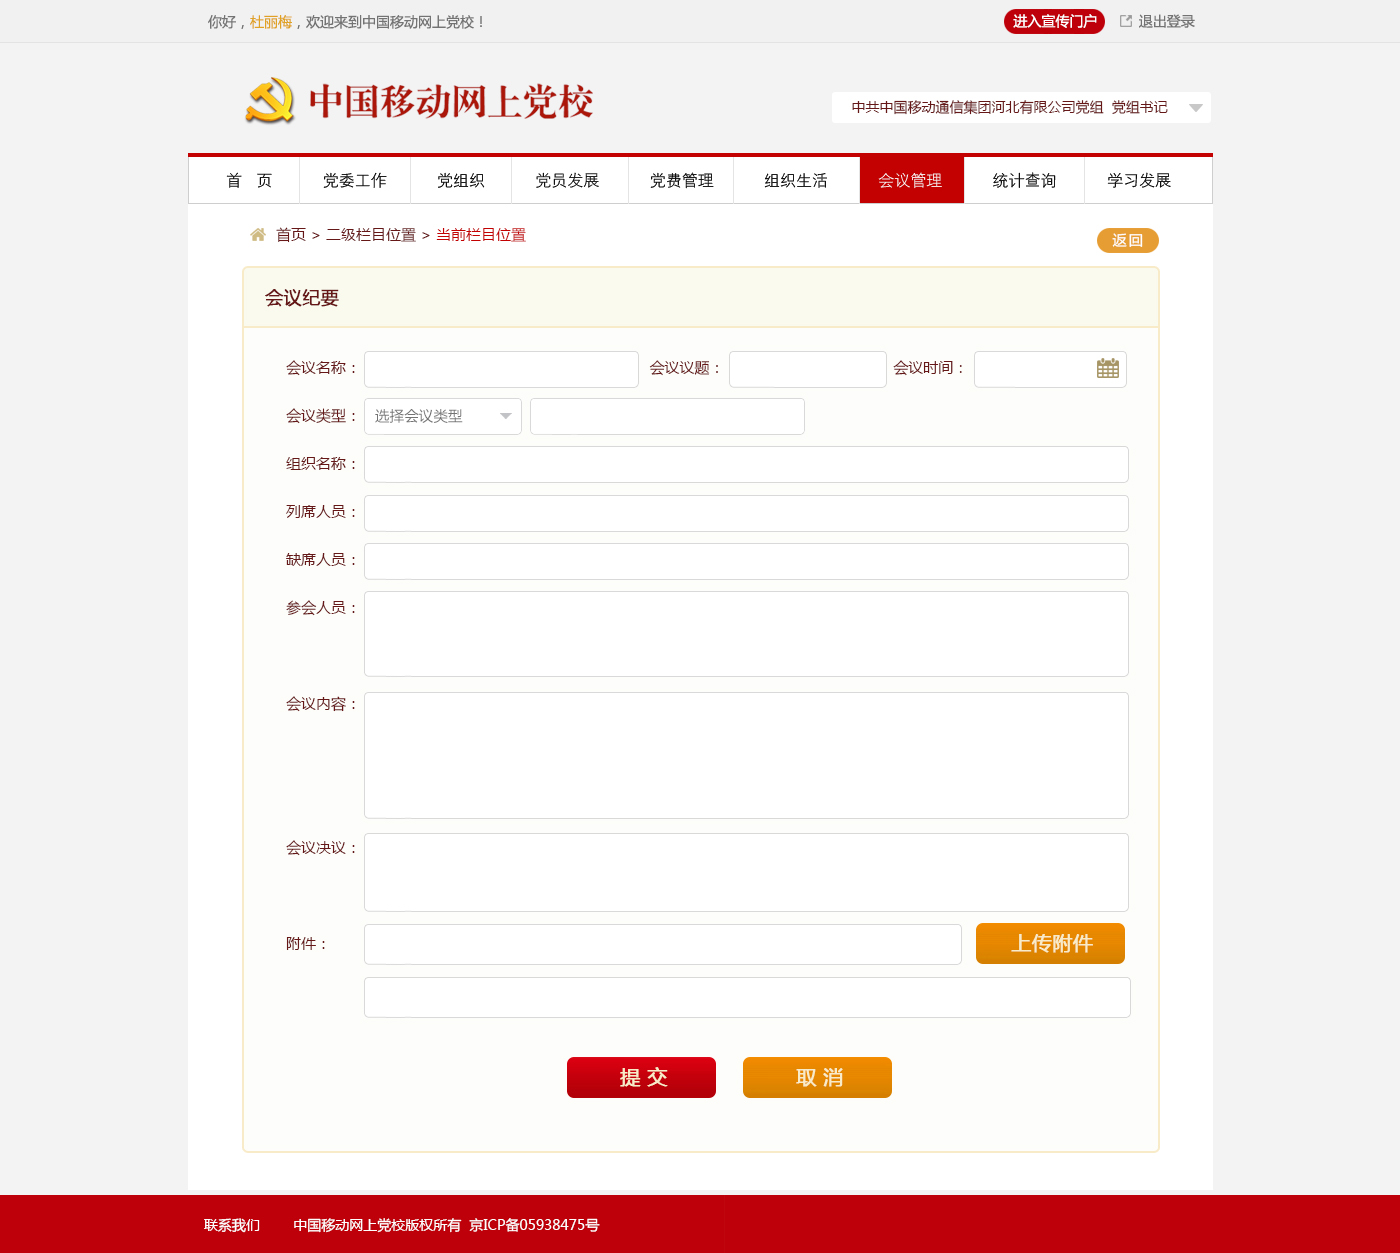 你好，杜丽梅，欢迎来到中国移动网上党校！
进入宣传门户 退出登录
中国移动网上党校
中共中国移动通信集团河北有限公司党组 党组书记
首 页 党委工作 党组织 党员发展 党费管理 组织生活 会议管理 统计查询 学习发展
首页 > 二级栏目位置 > 当前栏目位置
返回
会议纪要
会议名称： 会议议题： 会议时间：
会议类型： 选择会议类型
组织名称：
列席人员：
缺席人员：
参会人员：
会议内容：
会议决议：
附件： 上传附件
提 交 取 消
联系我们 中国移动网上党校版权所有 京ICP备05938475号